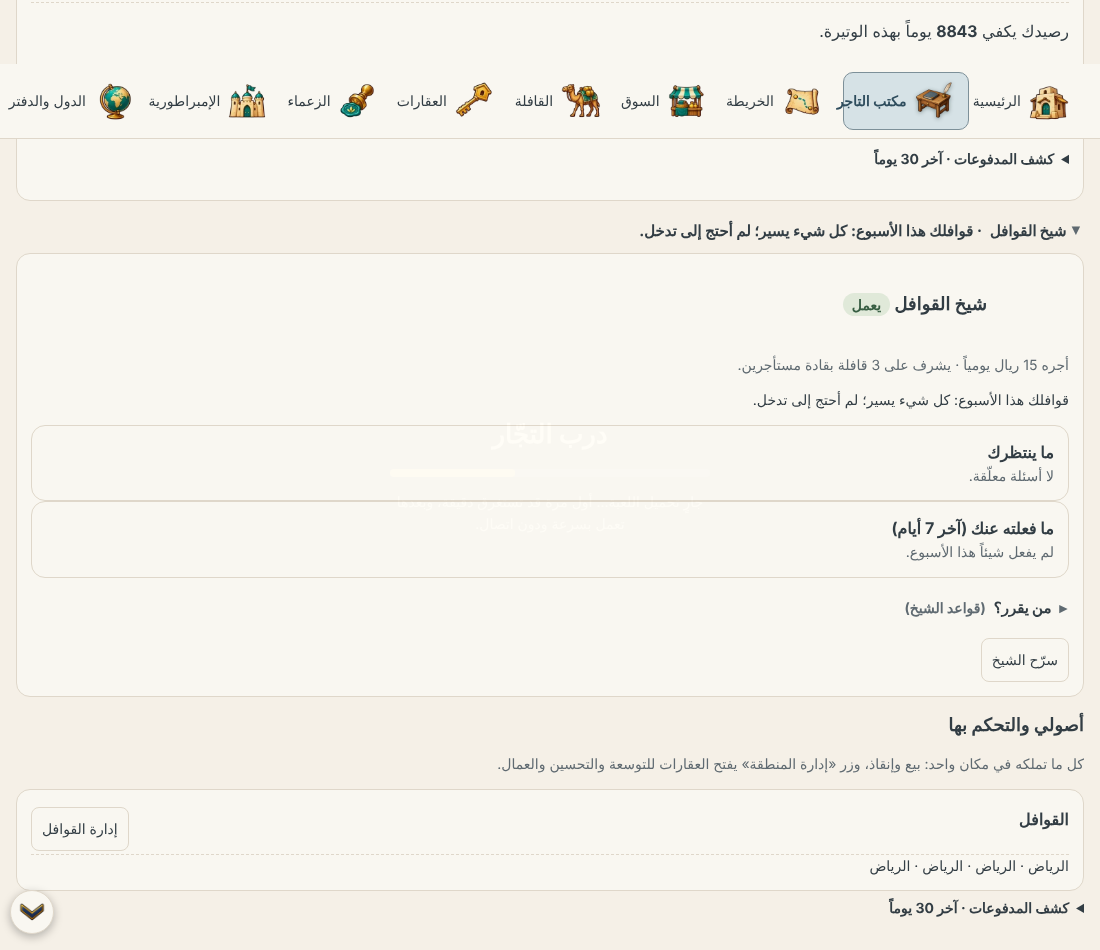 رصيدك يكفي 8843 يوماً بهذه الوتيرة.
الرئيسية
مكتب التاجر
الخريطة
السوق
القافلة
العقارات
الزعماء
الإمبراطورية
الدول والدفتر
كشف المدفوعات · آخر 30 يوماً
شيخ القوافل · قوافلك هذا الأسبوع: كل شيء يسير؛ لم أحتج إلى تدخل.
شيخ القوافل يعمل
أجره 15 ريال يومياً · يشرف على 3 قافلة بقادة مستأجرين.
قوافلك هذا الأسبوع: كل شيء يسير؛ لم أحتج إلى تدخل.
درب التجّار
ما ينتظرك
لا أسئلة معلّقة.
ما فعلته عنك (آخر 7 أيام)
لم يفعل شيئاً هذا الأسبوع.
من يقرر؟ (قواعد الشيخ)
سرّح الشيخ
أصولي والتحكم بها
كل ما تملكه في مكان واحد: بيع وإنقاذ، وزر «إدارة المنطقة» يفتح العقارات للتوسعة والتحسين والعمال.
القوافل
إدارة القوافل
الرياض · الرياض · الرياض · الرياض
كشف المدفوعات · آخر 30 يوماً